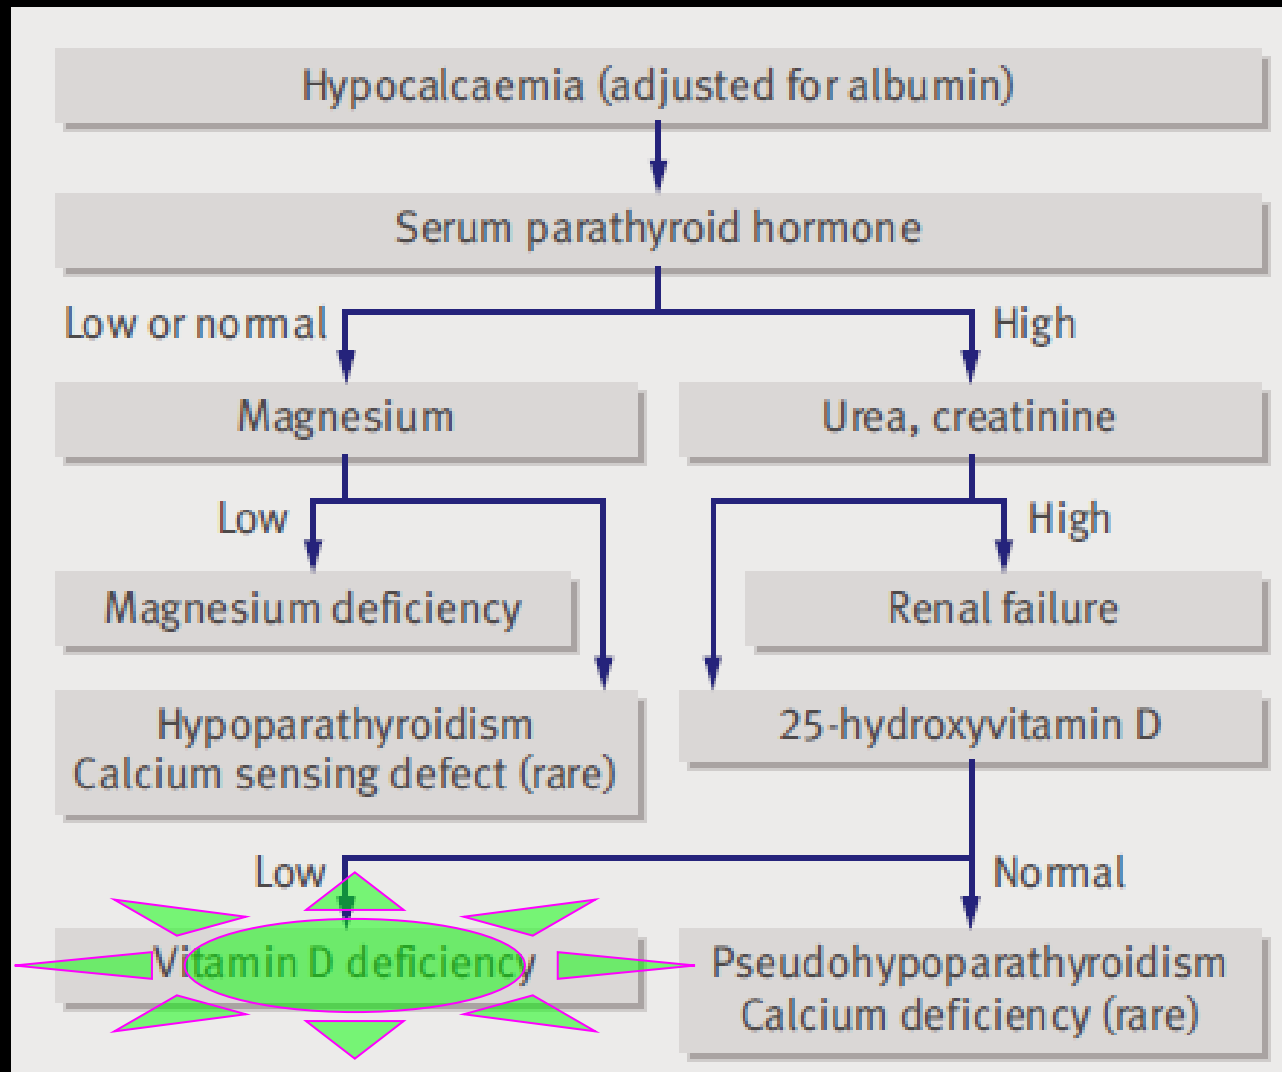 Hypocalcaemia (adjusted for albumin)
Serum parathyroid hormone
Low or normal
High
Magnesium
Urea, creatinine
Low
High
Magnesium deficiency
Renal failure
Hypoparathyroidism
Calcium sensing defect (rare)
25-hydroxyvitamin D
Low
Normal
Vitamin D deficiency
Pseudohypoparathyroidism
Calcium deficiency (rare)